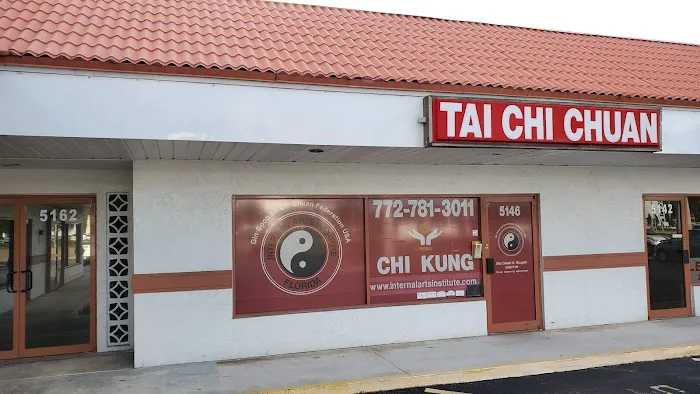 TAI CHI CHUAN
5162
Gin Soon Tai Chi Chuan Federation USA
FLORIDA
772-781-3011
CHI KUNG
www.internalartsinstitute.com
5146
5142